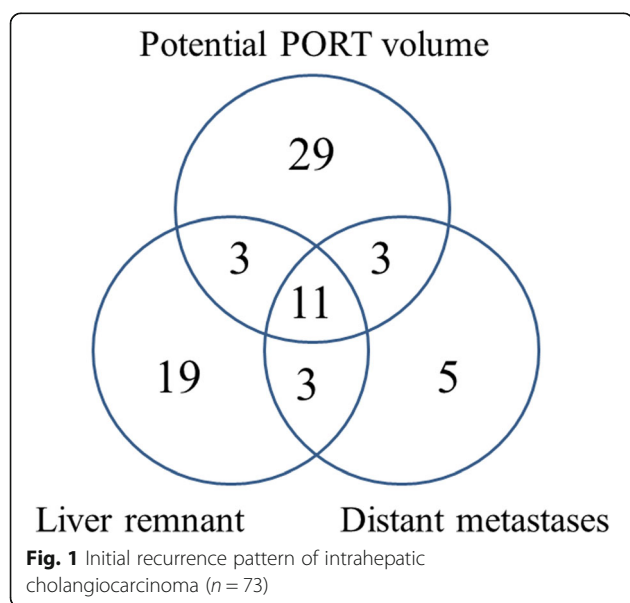 Potential PORT volume
29
3 3
11
19 3 5
Liver remnant Distant metastases
Fig. 1 Initial recurrence pattern of intrahepatic
cholangiocarcinoma (n = 73)